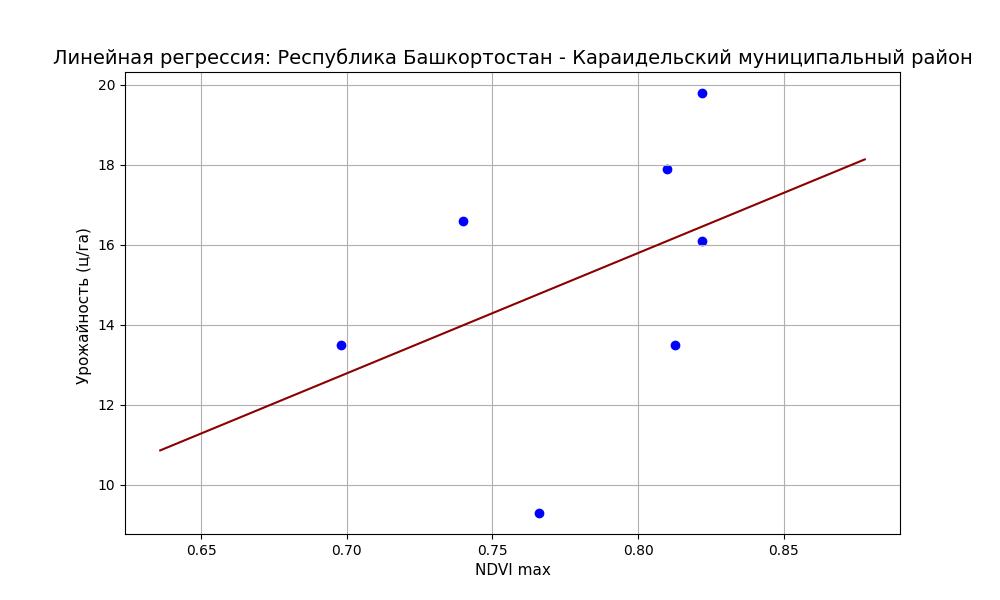 Линейная регрессия: Республика Башкортостан - Караидельский муниципальный район
20
18
16
14
12
10
Урожайность (ц/га)
0.65 0.70 0.75 0.80 0.85
NDVI max